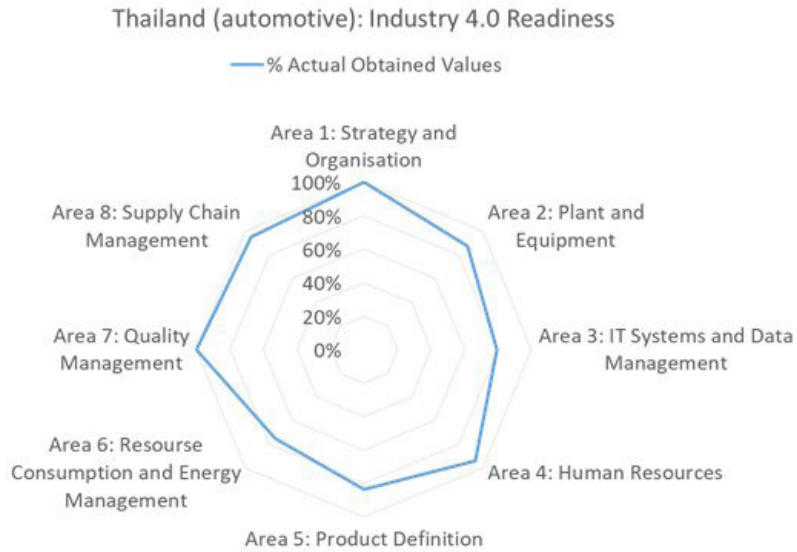 Thailand (automotive): Industry 4.0 Readiness
% Actual Obtained Values
Area 1: Strategy and
Organisation
100%
80%
60%
40%
20%
0%
Area 2: Plant and
Equipment
Area 3: IT Systems and Data
Management
Area 4: Human Resources
Area 5: Product Definition
Area 6: Resourse
Consumption and Energy
Management
Area 7: Quality
Management
Area 8: Supply Chain
Management